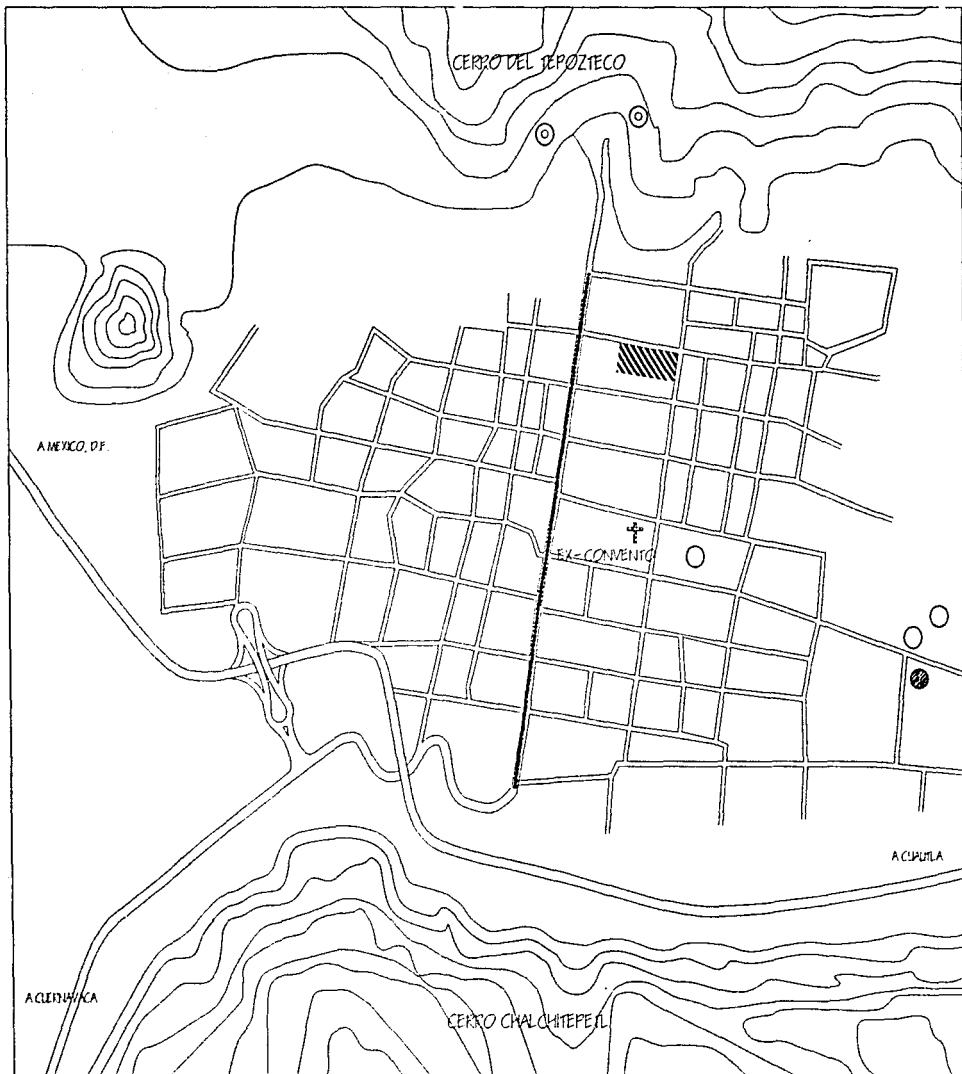 CERRO DEL TEPOZTECO
A MEXICO, D.F.
EX-CONVENTO
A CUAUTLA
A CUERNAVACA
CERRO CHALCHITEPETL